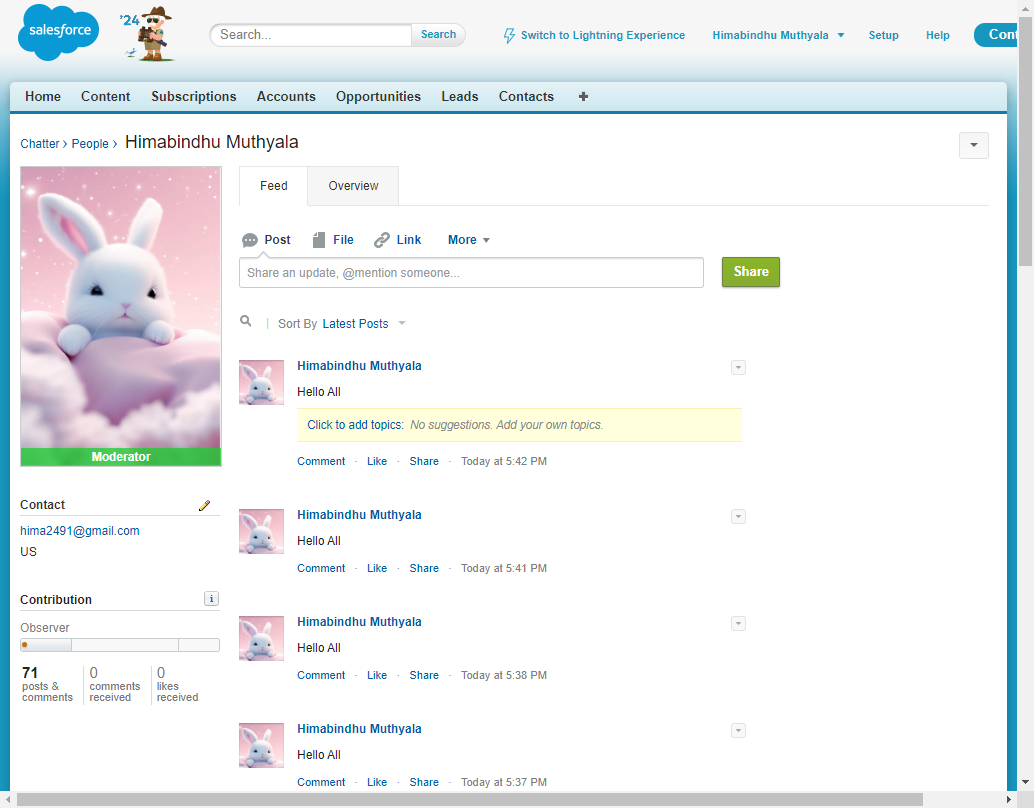 salesforce
'24
Search...
Search
Switch to Lightning Experience
Himabindhu Muthyala
Setup
Help
Cont
Home Content Subscriptions Accounts Opportunities Leads Contacts +
Chatter › People › Himabindhu Muthyala
Feed
Overview
Post
File
Link
More
Share an update, @mention someone...
Share
Sort By Latest Posts
Moderator
Contact
hima2491@gmail.com
US
Contribution
i
Observer
71
posts &
comments
0
comments
received
0
likes
received
Himabindhu Muthyala
Hello All
Click to add topics: No suggestions. Add your own topics.
Comment · Like · Share · Today at 5:42 PM
Himabindhu Muthyala
Hello All
Comment · Like · Share · Today at 5:41 PM
Himabindhu Muthyala
Hello All
Comment · Like · Share · Today at 5:38 PM
Himabindhu Muthyala
Hello All
Comment · Like · Share · Today at 5:37 PM